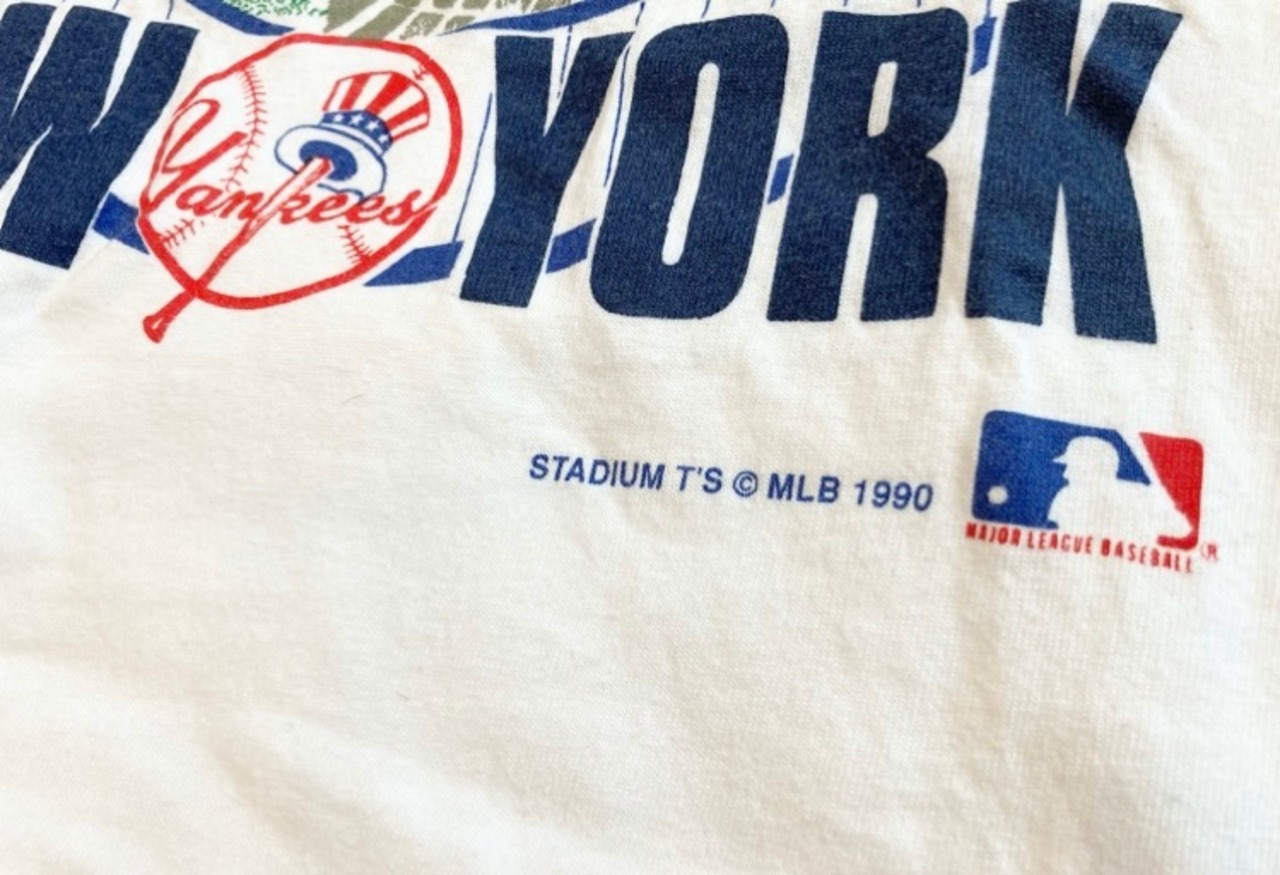 W YORK
Yankees
STADIUM T'S © MLB 1990
MAJOR LEAGUE BASEBALL ®